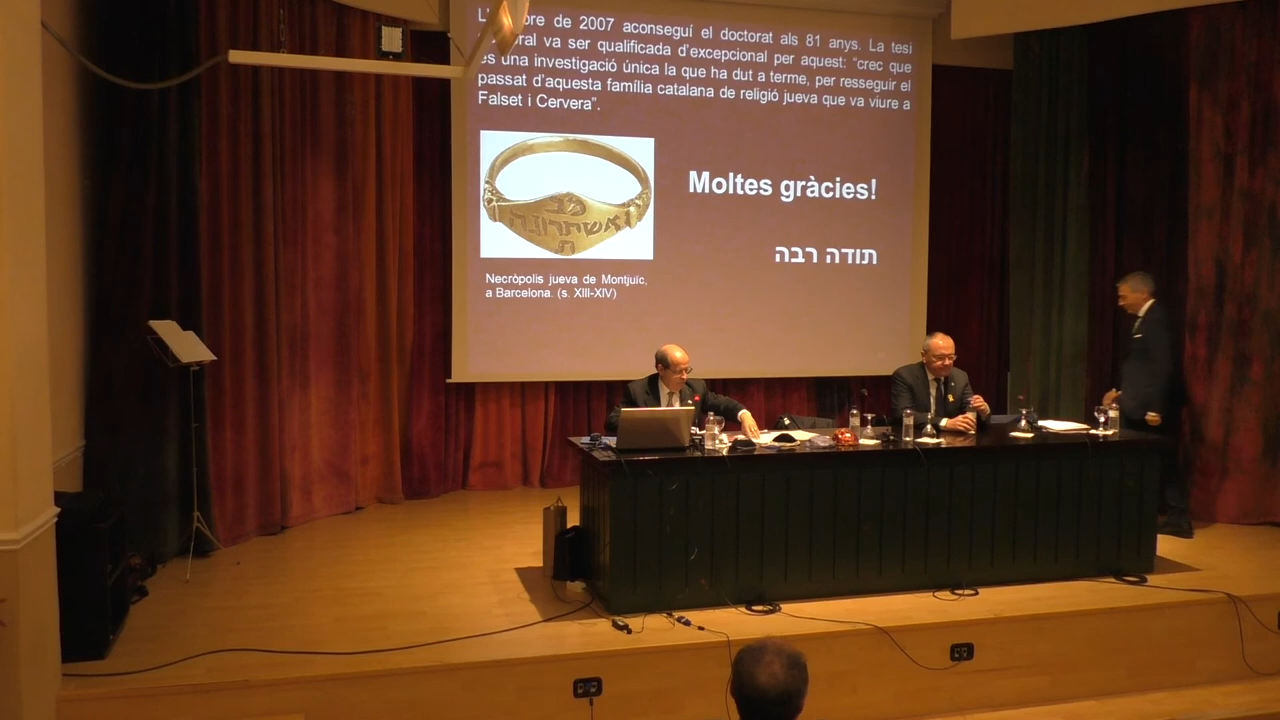 L' de 2007 aconseguí el doctorat als 81 anys. La tesi
va ser qualificada d'excepcional per aquest: "crec que
és una investigació única la que ha dut a terme, per resseguir el
passat d'aquesta família catalana de religió jueva que va viure a
Falset i Cervera".
Moltes gràcies!
תודה רבה
אשתרונה
ת
Necròpolis jueva de Montjuïc,
a Barcelona. (s. XIII-XIV)